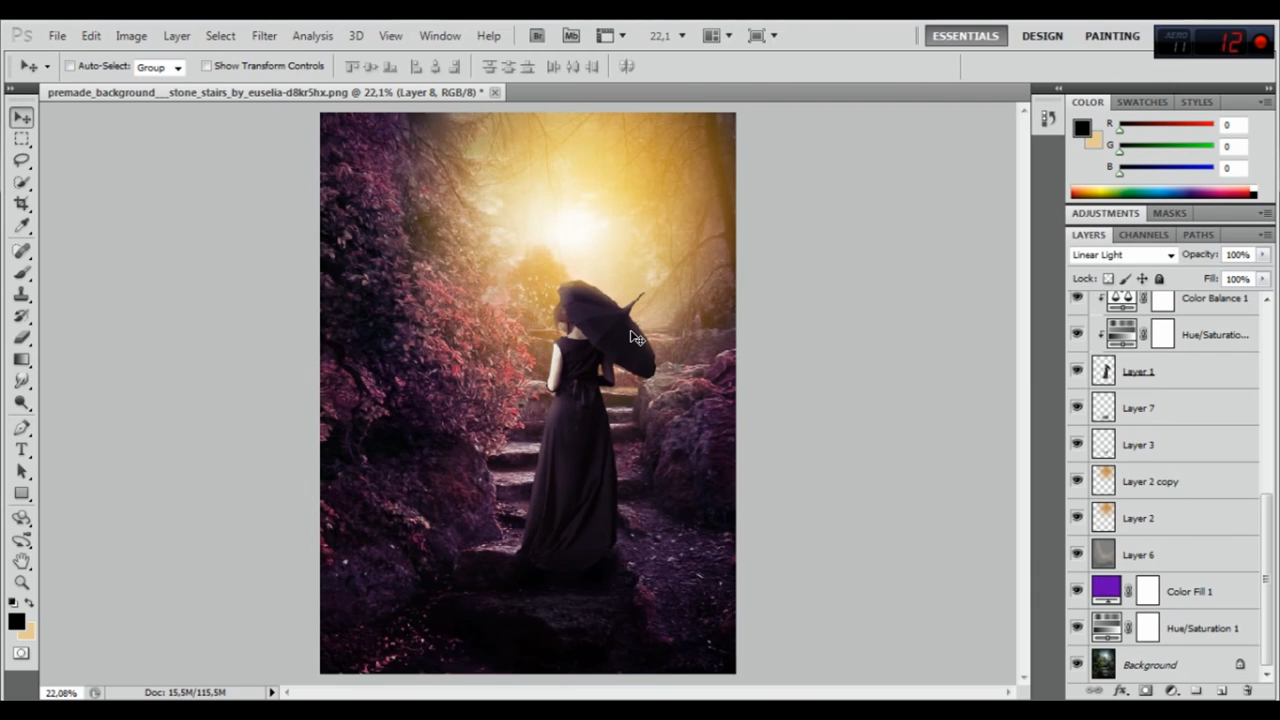 Ps File Edit Image Layer Select Filter Analysis 3D View Window Help Br Mb 22,1 ESSENTIALS DESIGN PAINTING AERO 11 12
Auto-Select: Group Show Transform Controls
premade_background___stone_stairs_by_euselia-d8kr5hx.png @ 22,1% (Layer 8, RGB/8) *
COLOR SWATCHES STYLES
R 0
G 0
B 0
ADJUSTMENTS MASKS
LAYERS CHANNELS PATHS
Linear Light Opacity: 100%
Lock: Fill: 100%
Color Balance 1
Hue/Saturatio...
Layer 1
Layer 7
Layer 3
Layer 2 copy
Layer 2
Layer 6
Color Fill 1
Hue/Saturation 1
Background
22,08% Doc: 15,5M/115,5M